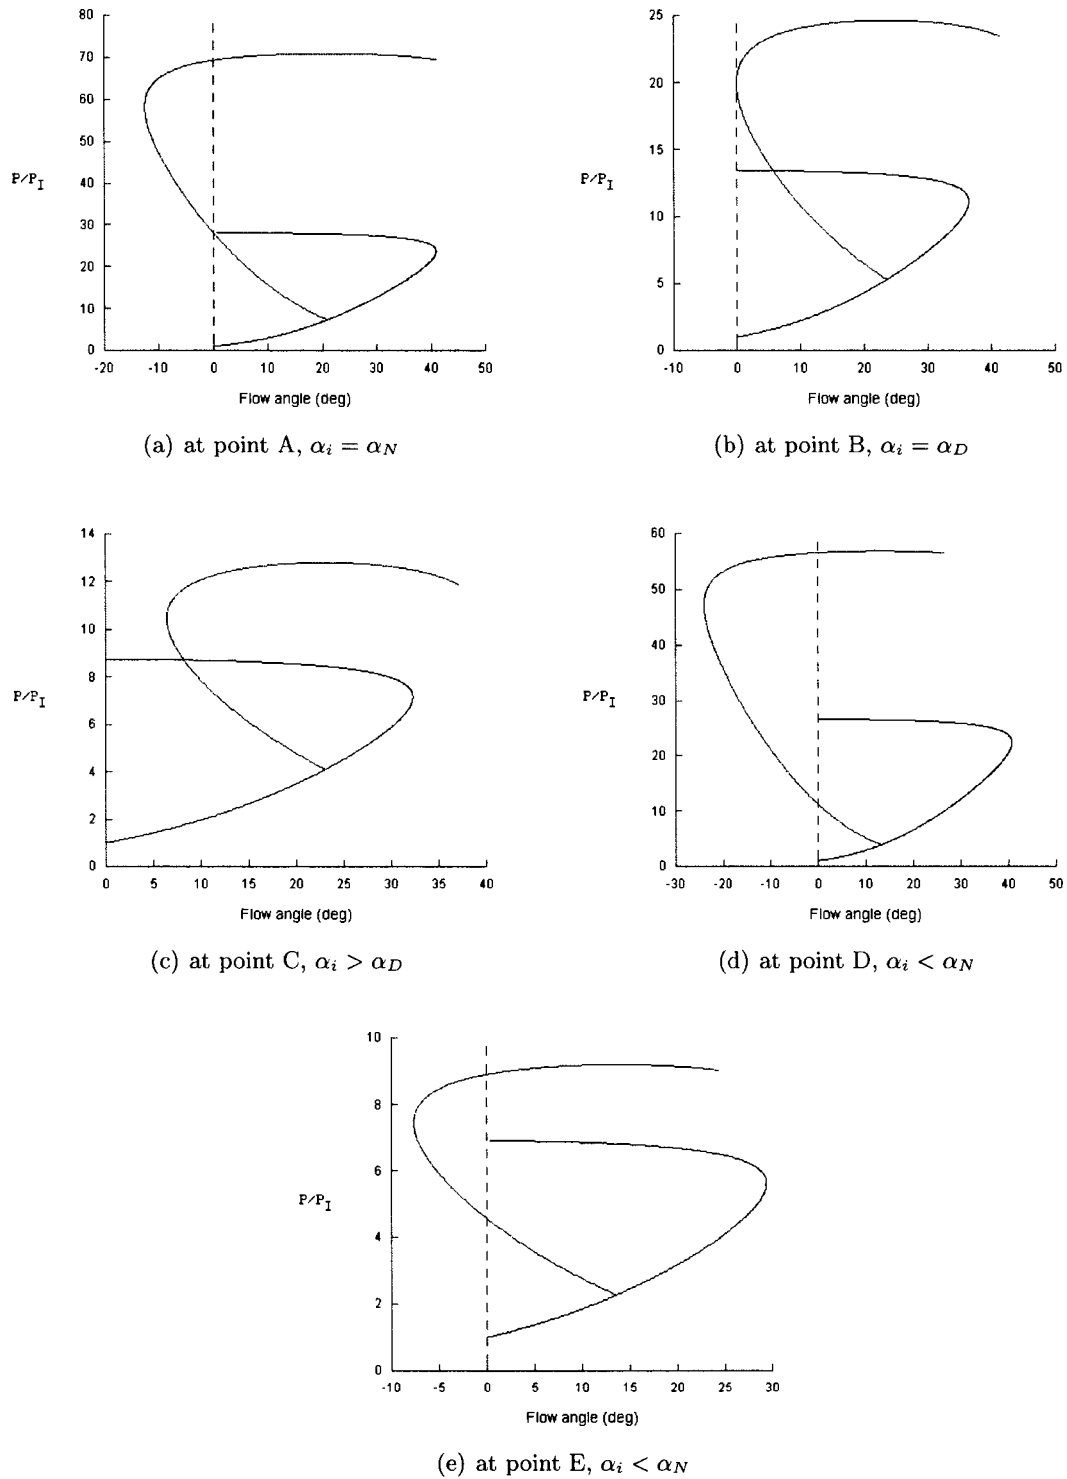 80
70
60
50
40
30
20
10
0
P/P_I
-20 -10 0 10 20 30 40 50
Flow angle (deg)
(a) at point A, α_i = α_N
25
20
15
10
5
0
P/P_I
-10 0 10 20 30 40 50
Flow angle (deg)
(b) at point B, α_i = α_D
14
12
10
8
6
4
2
0
P/P_I
0 5 10 15 20 25 30 35 40
Flow angle (deg)
(c) at point C, α_i > α_D
60
50
40
30
20
10
0
P/P_I
-30 -20 -10 0 10 20 30 40 50
Flow angle (deg)
(d) at point D, α_i < α_N
10
8
6
4
2
0
P/P_I
-10 -5 0 5 10 15 20 25 30
Flow angle (deg)
(e) at point E, α_i < α_N